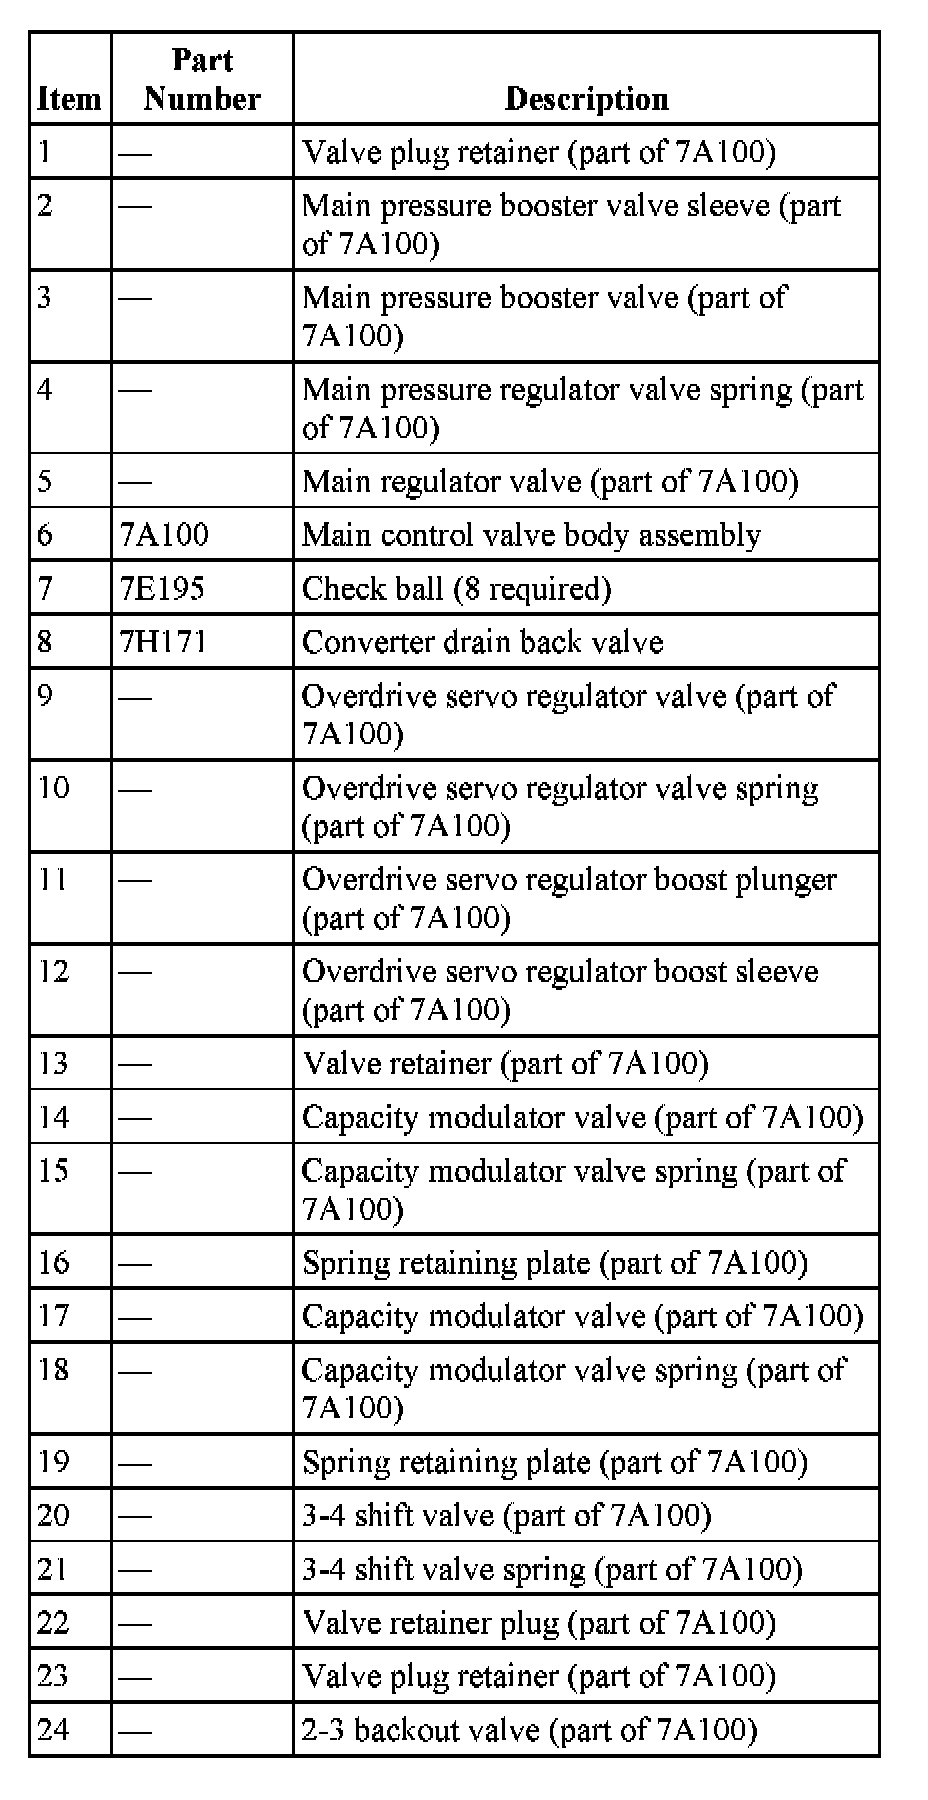 Part
Item Number Description
1 — Valve plug retainer (part of 7A100)
2 — Main pressure booster valve sleeve (part
of 7A100)
3 — Main pressure booster valve (part of
7A100)
4 — Main pressure regulator valve spring (part
of 7A100)
5 — Main regulator valve (part of 7A100)
6 7A100 Main control valve body assembly
7 7E195 Check ball (8 required)
8 7H171 Converter drain back valve
9 — Overdrive servo regulator valve (part of
7A100)
10 — Overdrive servo regulator valve spring
(part of 7A100)
11 — Overdrive servo regulator boost plunger
(part of 7A100)
12 — Overdrive servo regulator boost sleeve
(part of 7A100)
13 — Valve retainer (part of 7A100)
14 — Capacity modulator valve (part of 7A100)
15 — Capacity modulator valve spring (part of
7A100)
16 — Spring retaining plate (part of 7A100)
17 — Capacity modulator valve (part of 7A100)
18 — Capacity modulator valve spring (part of
7A100)
19 — Spring retaining plate (part of 7A100)
20 — 3-4 shift valve (part of 7A100)
21 — 3-4 shift valve spring (part of 7A100)
22 — Valve retainer plug (part of 7A100)
23 — Valve plug retainer (part of 7A100)
24 — 2-3 backout valve (part of 7A100)